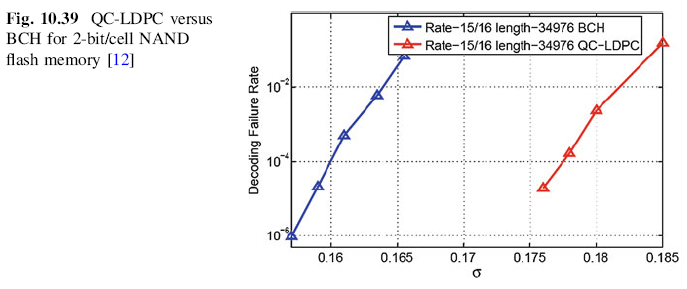 Fig. 10.39 QC-LDPC versus
BCH for 2-bit/cell NAND
flash memory [12]
Rate−15/16 length−34976 BCH
Rate−15/16 length−34976 QC−LDPC
Decoding Failure Rate
10⁻²
10⁻⁴
10⁻⁶
0.16 0.165 0.17 0.175 0.18 0.185
σ